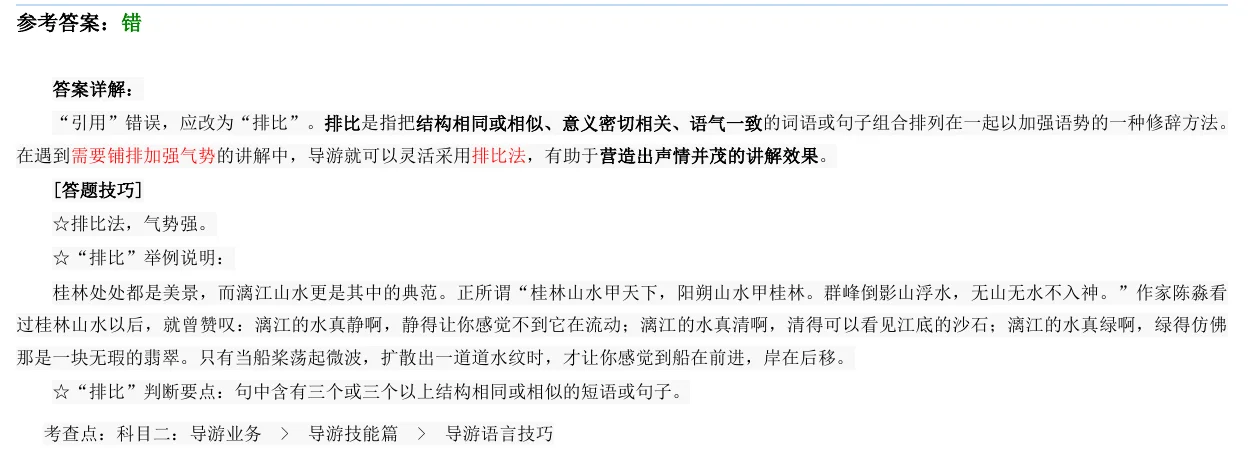 参考答案：错
答案详解：
“引用”错误，应改为“排比”。排比是指把结构相同或相似、意义密切相关、语气一致的词语或句子组合排列在一起以加强语势的一种修辞方法。
在遇到需要铺排加强气势的讲解中，导游就可以灵活采用排比法，有助于营造出声情并茂的讲解效果。
[答题技巧]
☆排比法，气势强。
☆“排比”举例说明：
桂林处处都是美景，而漓江山水更是其中的典范。正所谓“桂林山水甲天下，阳朔山水甲桂林。群峰倒影山浮水，无山无水不入神。”作家陈淼看
过桂林山水以后，就曾赞叹：漓江的水真静啊，静得让你感觉不到它在流动；漓江的水真清啊，清得可以看见江底的沙石；漓江的水真绿啊，绿得仿佛
那是一块无瑕的翡翠。只有当船桨荡起微波，扩散出一道道水纹时，才让你感觉到船在前进，岸在后移。
☆“排比”判断要点：句中含有三个或三个以上结构相同或相似的短语或句子。
考查点：科目二：导游业务 > 导游技能篇 > 导游语言技巧